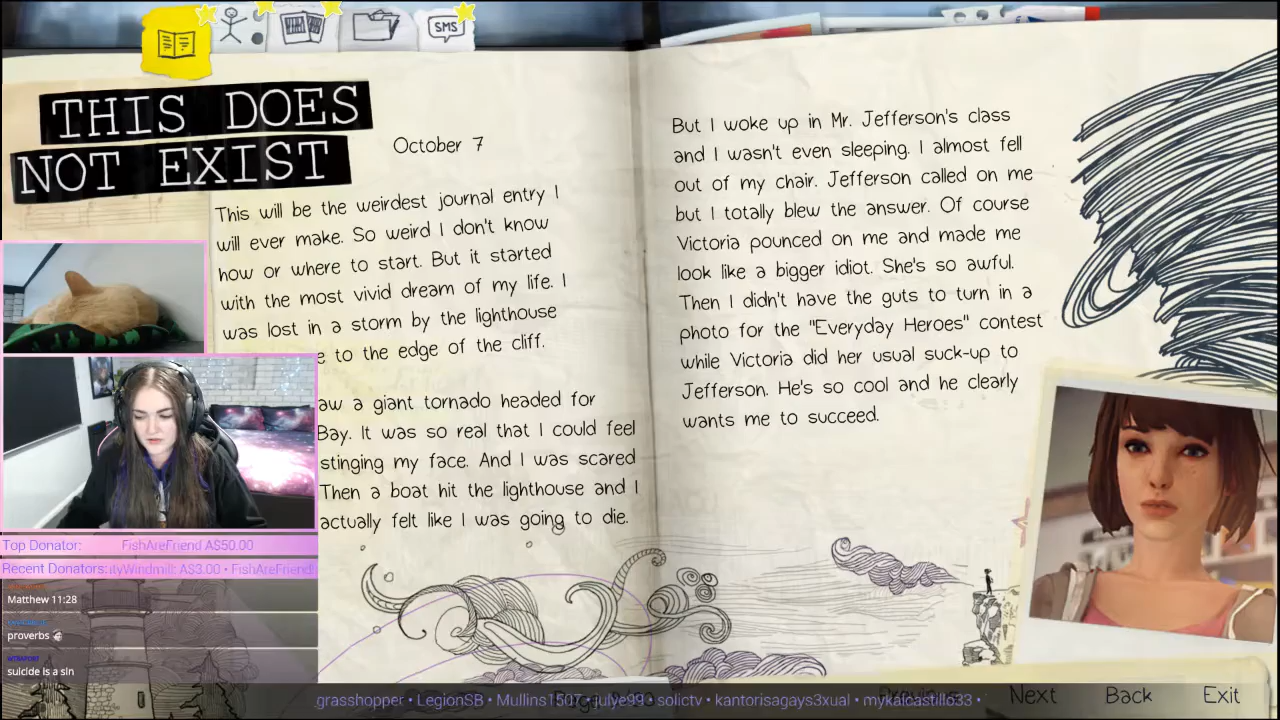 SMS
THIS DOES
NOT EXIST
October 7
This will be the weirdest journal entry I
will ever make. So weird I don't know
how or where to start. But it started
with the most vivid dream of my life. I
was lost in a storm by the lighthouse
e to the edge of the cliff.
aw a giant tornado headed for
Bay. It was so real that I could feel
stinging my face. And I was scared
Then a boat hit the lighthouse and I
actually felt like I was going to die.
But I woke up in Mr. Jefferson's class
and I wasn't even sleeping. I almost fell
out of my chair. Jefferson called on me
but I totally blew the answer. Of course
Victoria pounced on me and made me
look like a bigger idiot. She's so awful.
Then I didn't have the guts to turn in a
photo for the "Everyday Heroes" contest
while Victoria did her usual suck-up to
Jefferson. He's so cool and he clearly
wants me to succeed.
Top Donator: FishAreFriend A$50.00
Recent Donators: tyWindmill: A$3.00 • FishAreFriend
Matthew 11:28
proverbs
suicide is a sin
grasshopper • LegionSB • Mullins1507 • julye99 • solictv • kantorisagays3xual • mykalcastillo33 •
Next Back Exit